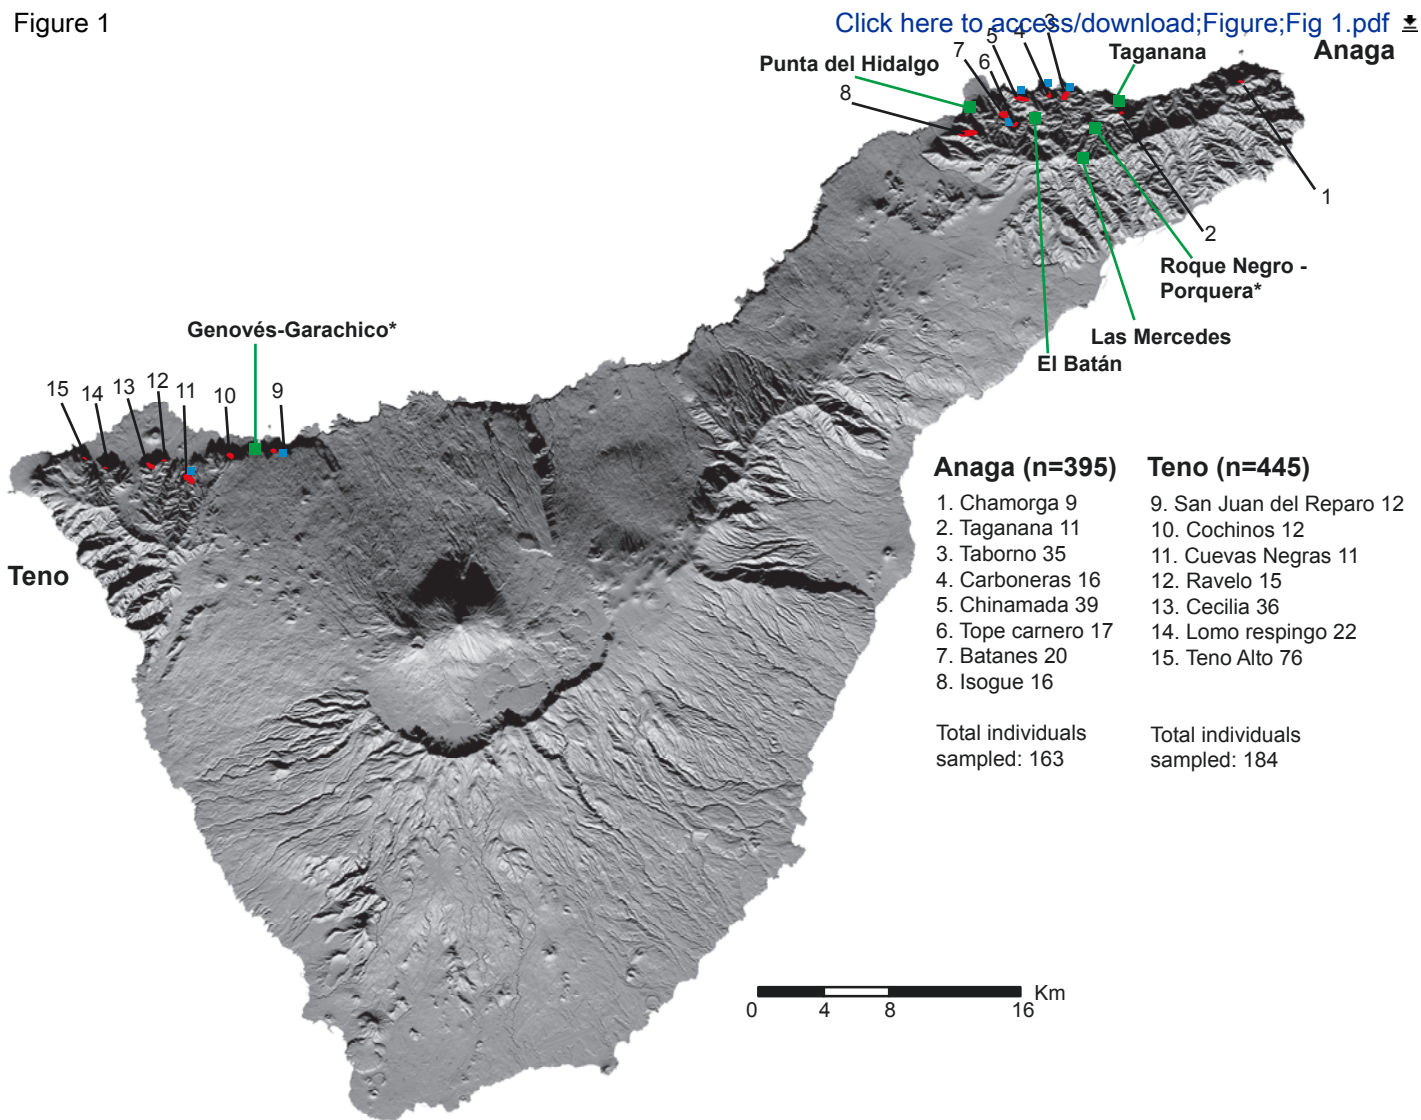 Figure 1
Click here to access/download;Figure;Fig 1.pdf
Anaga
Punta del Hidalgo
Taganana
8
7
6
5
4
3
1
2
Roque Negro -
Porquera*
Las Mercedes
El Batán
Genovés-Garachico*
15
14
13
12
11
10
9
Teno
Anaga (n=395)
1. Chamorga 9
2. Taganana 11
3. Taborno 35
4. Carboneras 16
5. Chinamada 39
6. Tope carnero 17
7. Batanes 20
8. Isogue 16
Total individuals
sampled: 163
Teno (n=445)
9. San Juan del Reparo 12
10. Cochinos 12
11. Cuevas Negras 11
12. Ravelo 15
13. Cecilia 36
14. Lomo respingo 22
15. Teno Alto 76
Total individuals
sampled: 184
Km
0 4 8 16